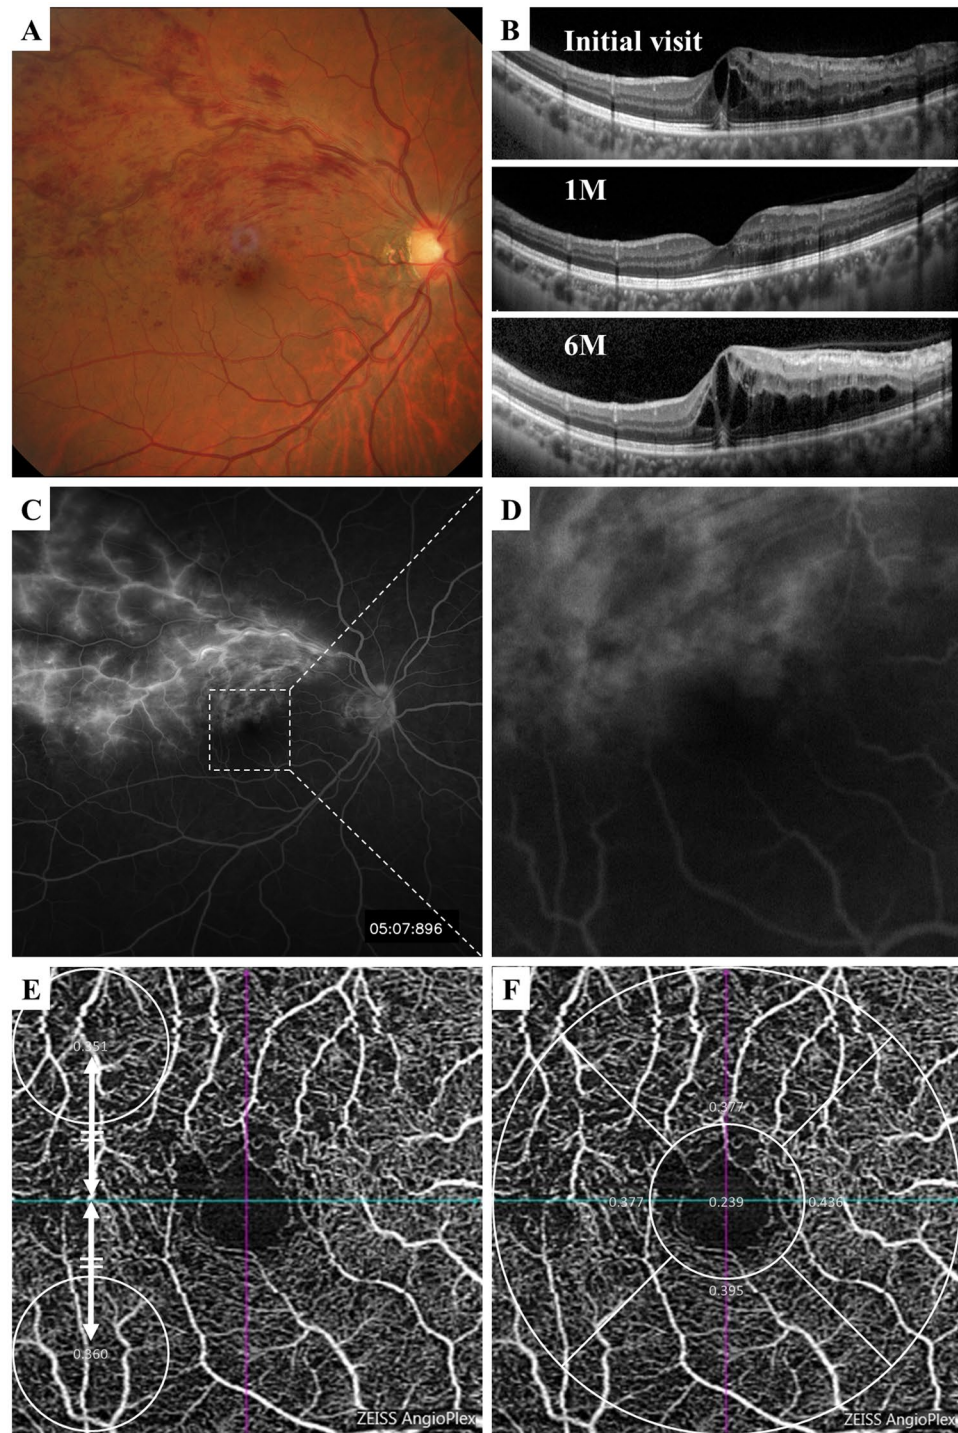 A
B
Initial visit
1M
6M
C
05:07:896
D
E
0.351
0.360
ZEISS AngioPlex
F
0.377
0.377
0.239
0.436
0.395
ZEISS AngioPlex